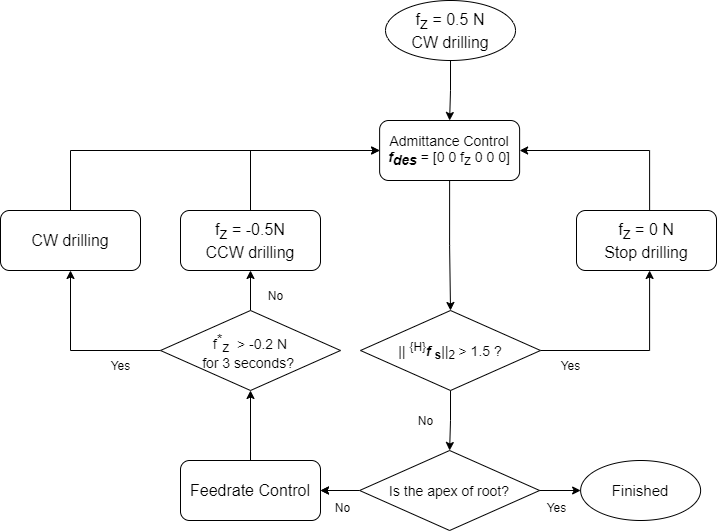 f_Z = 0.5 N
CW drilling
Admittance Control
f_des = [0 0 f_Z 0 0 0]
CW drilling
f_Z = -0.5N
CCW drilling
f_Z = 0 N
Stop drilling
No
f^*_Z > -0.2 N
for 3 seconds?
|| ^{H}f_s||_2 > 1.5 ?
Yes
Yes
No
Feedrate Control
Is the apex of root?
Finished
No
Yes